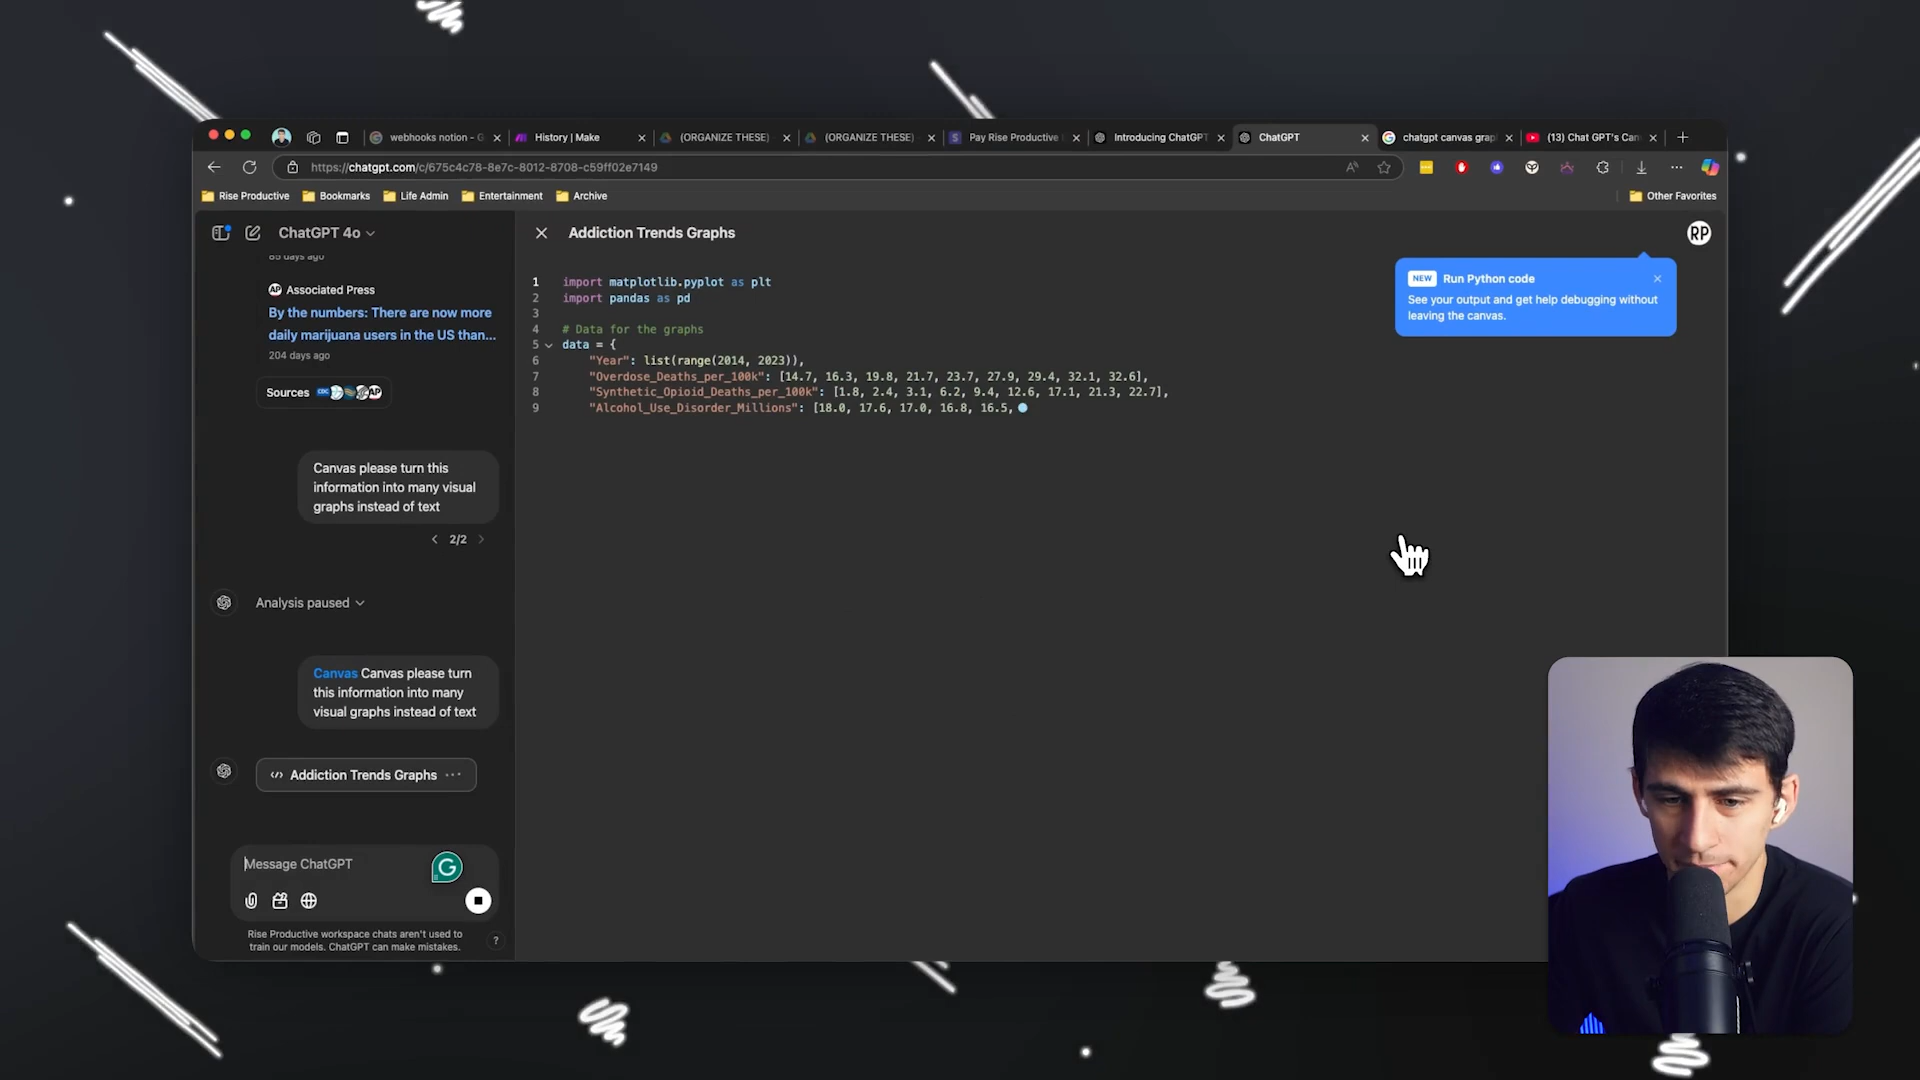 webhooks notion - G
History | Make
(ORGANIZE THESE)
(ORGANIZE THESE)
Pay Rise Productive
Introducing ChatGPT
ChatGPT
chatgpt canvas grap
(13) Chat GPT's Can
https://chatgpt.com/c/675c4c78-8e7c-8012-8708-c59ff02e7149
Rise Productive
Bookmarks
Life Admin
Entertainment
Archive
Other Favorites
ChatGPT 4o
85 days ago
AP Associated Press
By the numbers: There are now more
daily marijuana users in the US than...
204 days ago
Sources
Canvas please turn this
information into many visual
graphs instead of text
2/2
Analysis paused
Canvas Canvas please turn
this information into many
visual graphs instead of text
Addiction Trends Graphs ...
Message ChatGPT
Rise Productive workspace chats aren't used to
train our models. ChatGPT can make mistakes.
?
Addiction Trends Graphs
RP
1 import matplotlib.pyplot as plt
2 import pandas as pd
3
4 # Data for the graphs
5 data = {
6 "Year": list(range(2014, 2023)),
7 "Overdose_Deaths_per_100k": [14.7, 16.3, 19.8, 21.7, 23.7, 27.9, 29.4, 32.1, 32.6],
8 "Synthetic_Opioid_Deaths_per_100k": [1.8, 2.4, 3.1, 6.2, 9.4, 12.6, 17.1, 21.3, 22.7],
9 "Alcohol_Use_Disorder_Millions": [18.0, 17.6, 17.0, 16.8, 16.5,
NEW Run Python code
See your output and get help debugging without
leaving the canvas.